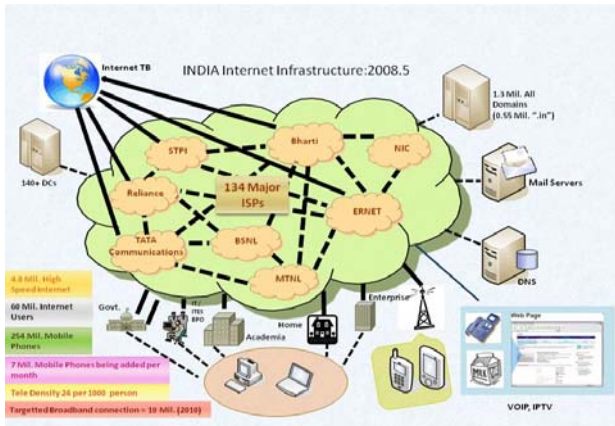 INDIA Internet Infrastructure:2008.5
Internet TB
1.3 Mil. All
Domains
(0.55 Mil. ".in")
140+ DCs
STPI
Bharti
NIC
Reliance
134 Major
ISPs
ERNET
TATA
Communications
BSNL
MTNL
Mail Servers
DNS
4.8 Mil. High
Speed Internet
60 Mil. Internet
Users
254 Mil. Mobile
Phones
7 Mil. Mobile Phones being added per
month
Tele Density 26 per 1000 person
Targetted Broadband connection = 10 Mil. (2010)
Govt.
IT /
ITES
BPO
Academia
Home
Enterprise
Web Page
VOIP, IPTV